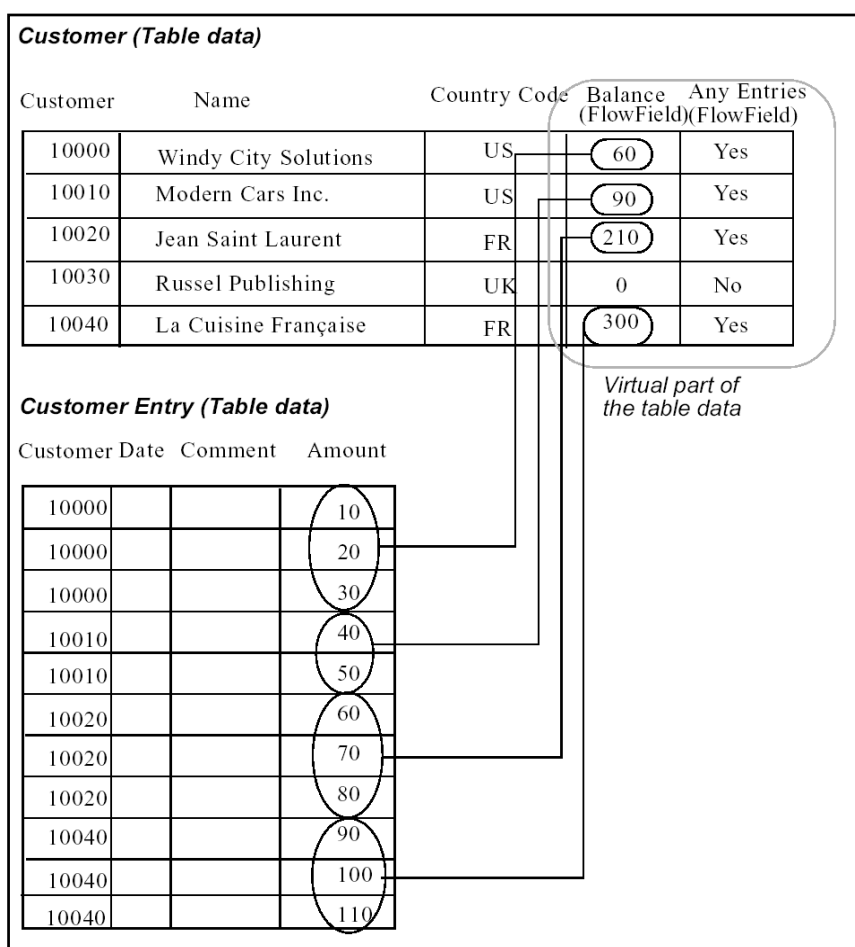 Customer (Table data)
Customer Name Country Code Balance (FlowField) Any Entries (FlowField)
10000 Windy City Solutions US 60 Yes
10010 Modern Cars Inc. US 90 Yes
10020 Jean Saint Laurent FR 210 Yes
10030 Russel Publishing UK 0 No
10040 La Cuisine Française FR 300 Yes
Virtual part of
the table data
Customer Entry (Table data)
Customer Date Comment Amount
10000 10
10000 20
10000 30
10010 40
10010 50
10020 60
10020 70
10020 80
10040 90
10040 100
10040 110